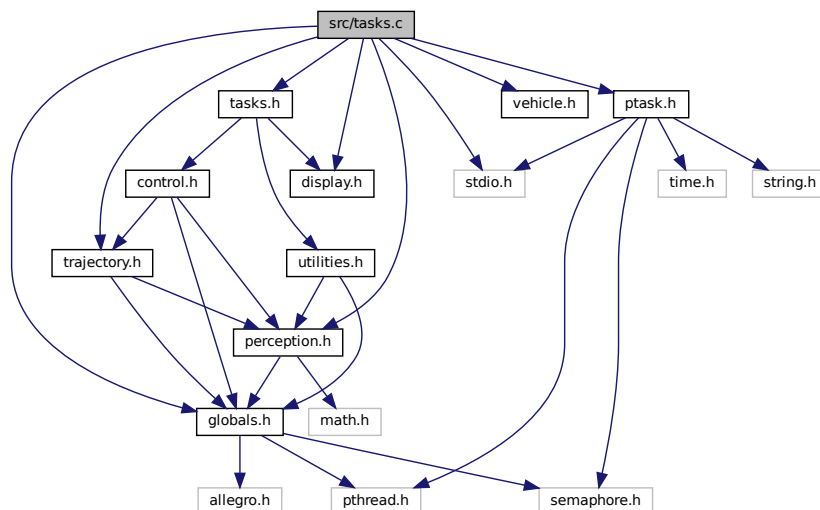 src/tasks.c
tasks.h
vehicle.h
ptask.h
control.h
display.h
stdio.h
time.h
string.h
trajectory.h
utilities.h
perception.h
globals.h
math.h
allegro.h
pthread.h
semaphore.h